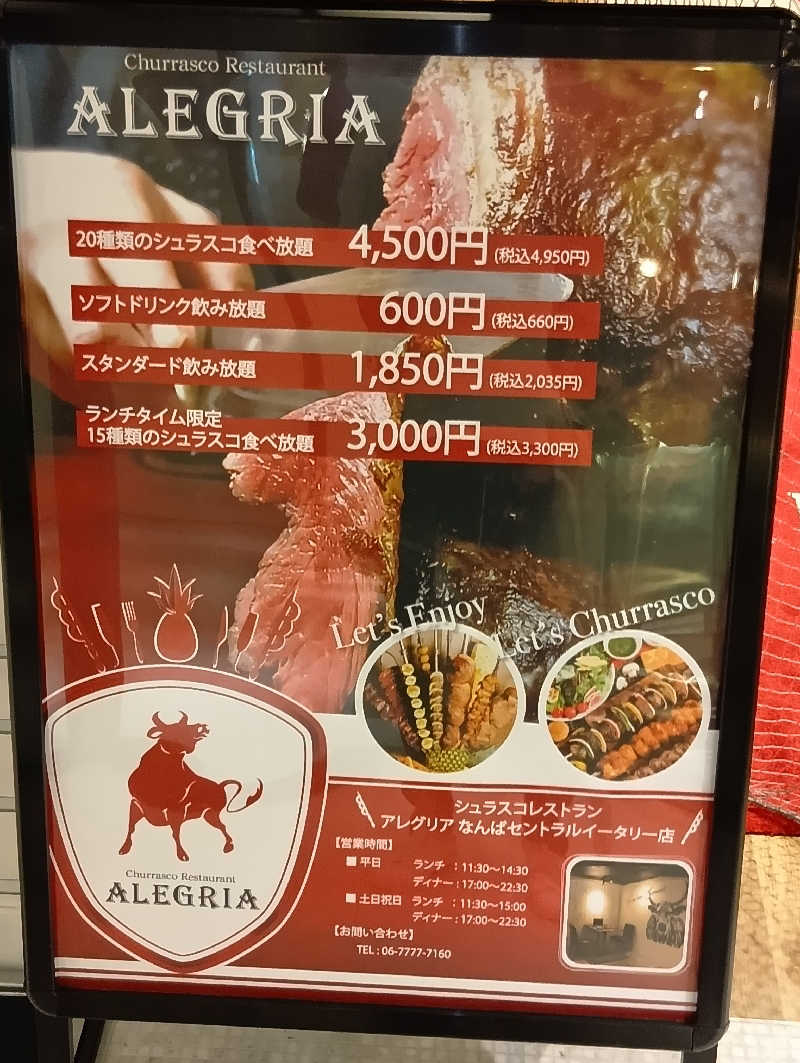 Churrasco Restaurant
ALEGRIA
20種類のシュラスコ食べ放題 4,500円(税込4,950円)
ソフトドリンク飲み放題 600円(税込660円)
スタンダード飲み放題 1,850円(税込2,035円)
ランチタイム限定
15種類のシュラスコ食べ放題 3,000円(税込3,300円)
Let's Enjoy
Let's Churrasco
Churrasco Restaurant
ALEGRIA
シュラスコレストラン
アレグリア なんばセントラルイータリー店
【営業時間】
■平日 ランチ :11:30〜14:30
ディナー:17:00〜22:30
■土日祝日 ランチ :11:30〜15:00
ディナー:17:00〜22:30
【お問い合わせ】
TEL:06-7777-7160